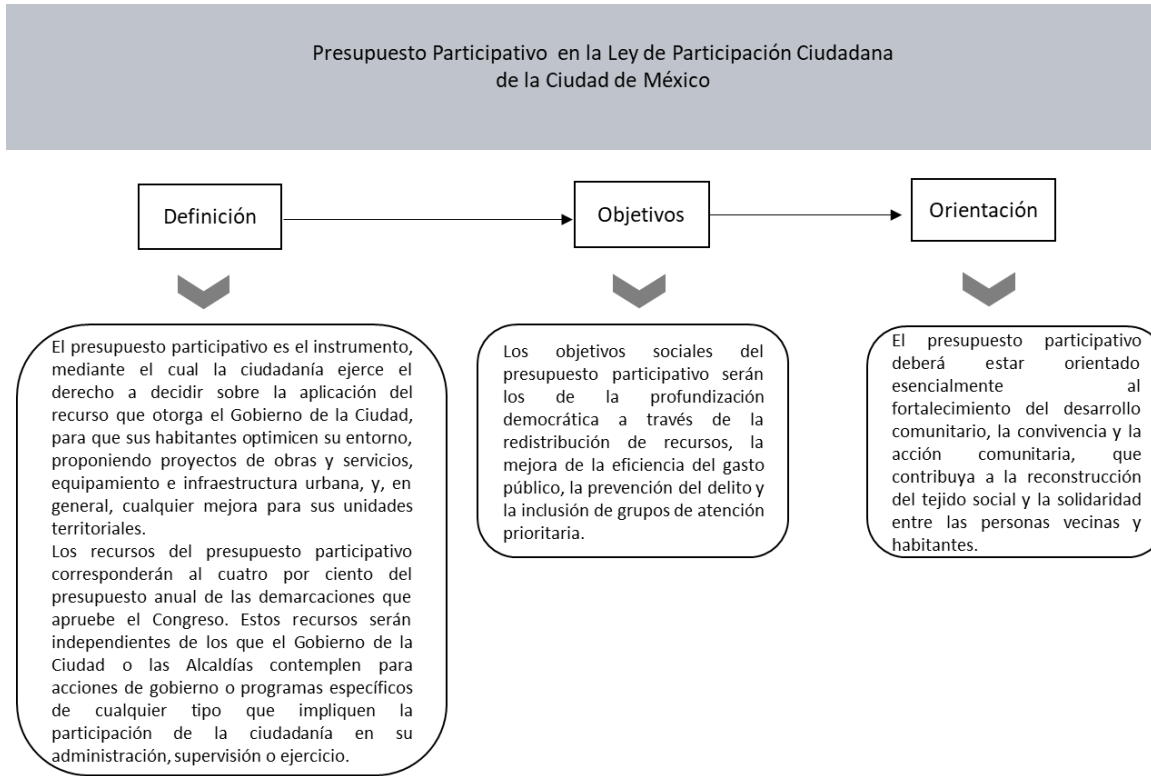 Presupuesto Participativo en la Ley de Participación Ciudadana
de la Ciudad de México
Definición
Objetivos
Orientación
El presupuesto participativo es el instrumento,
mediante el cual la ciudadanía ejerce el
derecho a decidir sobre la aplicación del
recurso que otorga el Gobierno de la Ciudad,
para que sus habitantes optimicen su entorno,
proponiendo proyectos de obras y servicios,
equipamiento e infraestructura urbana, y, en
general, cualquier mejora para sus unidades
territoriales.
Los recursos del presupuesto participativo
corresponderán al cuatro por ciento del
presupuesto anual de las demarcaciones que
apruebe el Congreso. Estos recursos serán
independientes de los que el Gobierno de la
Ciudad o las Alcaldías contemplen para
acciones de gobierno o programas específicos
de cualquier tipo que impliquen la
participación de la ciudadanía en su
administración, supervisión o ejercicio.
Los objetivos sociales del
presupuesto participativo serán
los de la profundización
democrática a través de la
redistribución de recursos, la
mejora de la eficiencia del gasto
público, la prevención del delito y
la inclusión de grupos de atención
prioritaria.
El presupuesto participativo
deberá estar orientado
esencialmente al
fortalecimiento del desarrollo
comunitario, la convivencia y la
acción comunitaria, que
contribuya a la reconstrucción
del tejido social y la solidaridad
entre las personas vecinas y
habitantes.